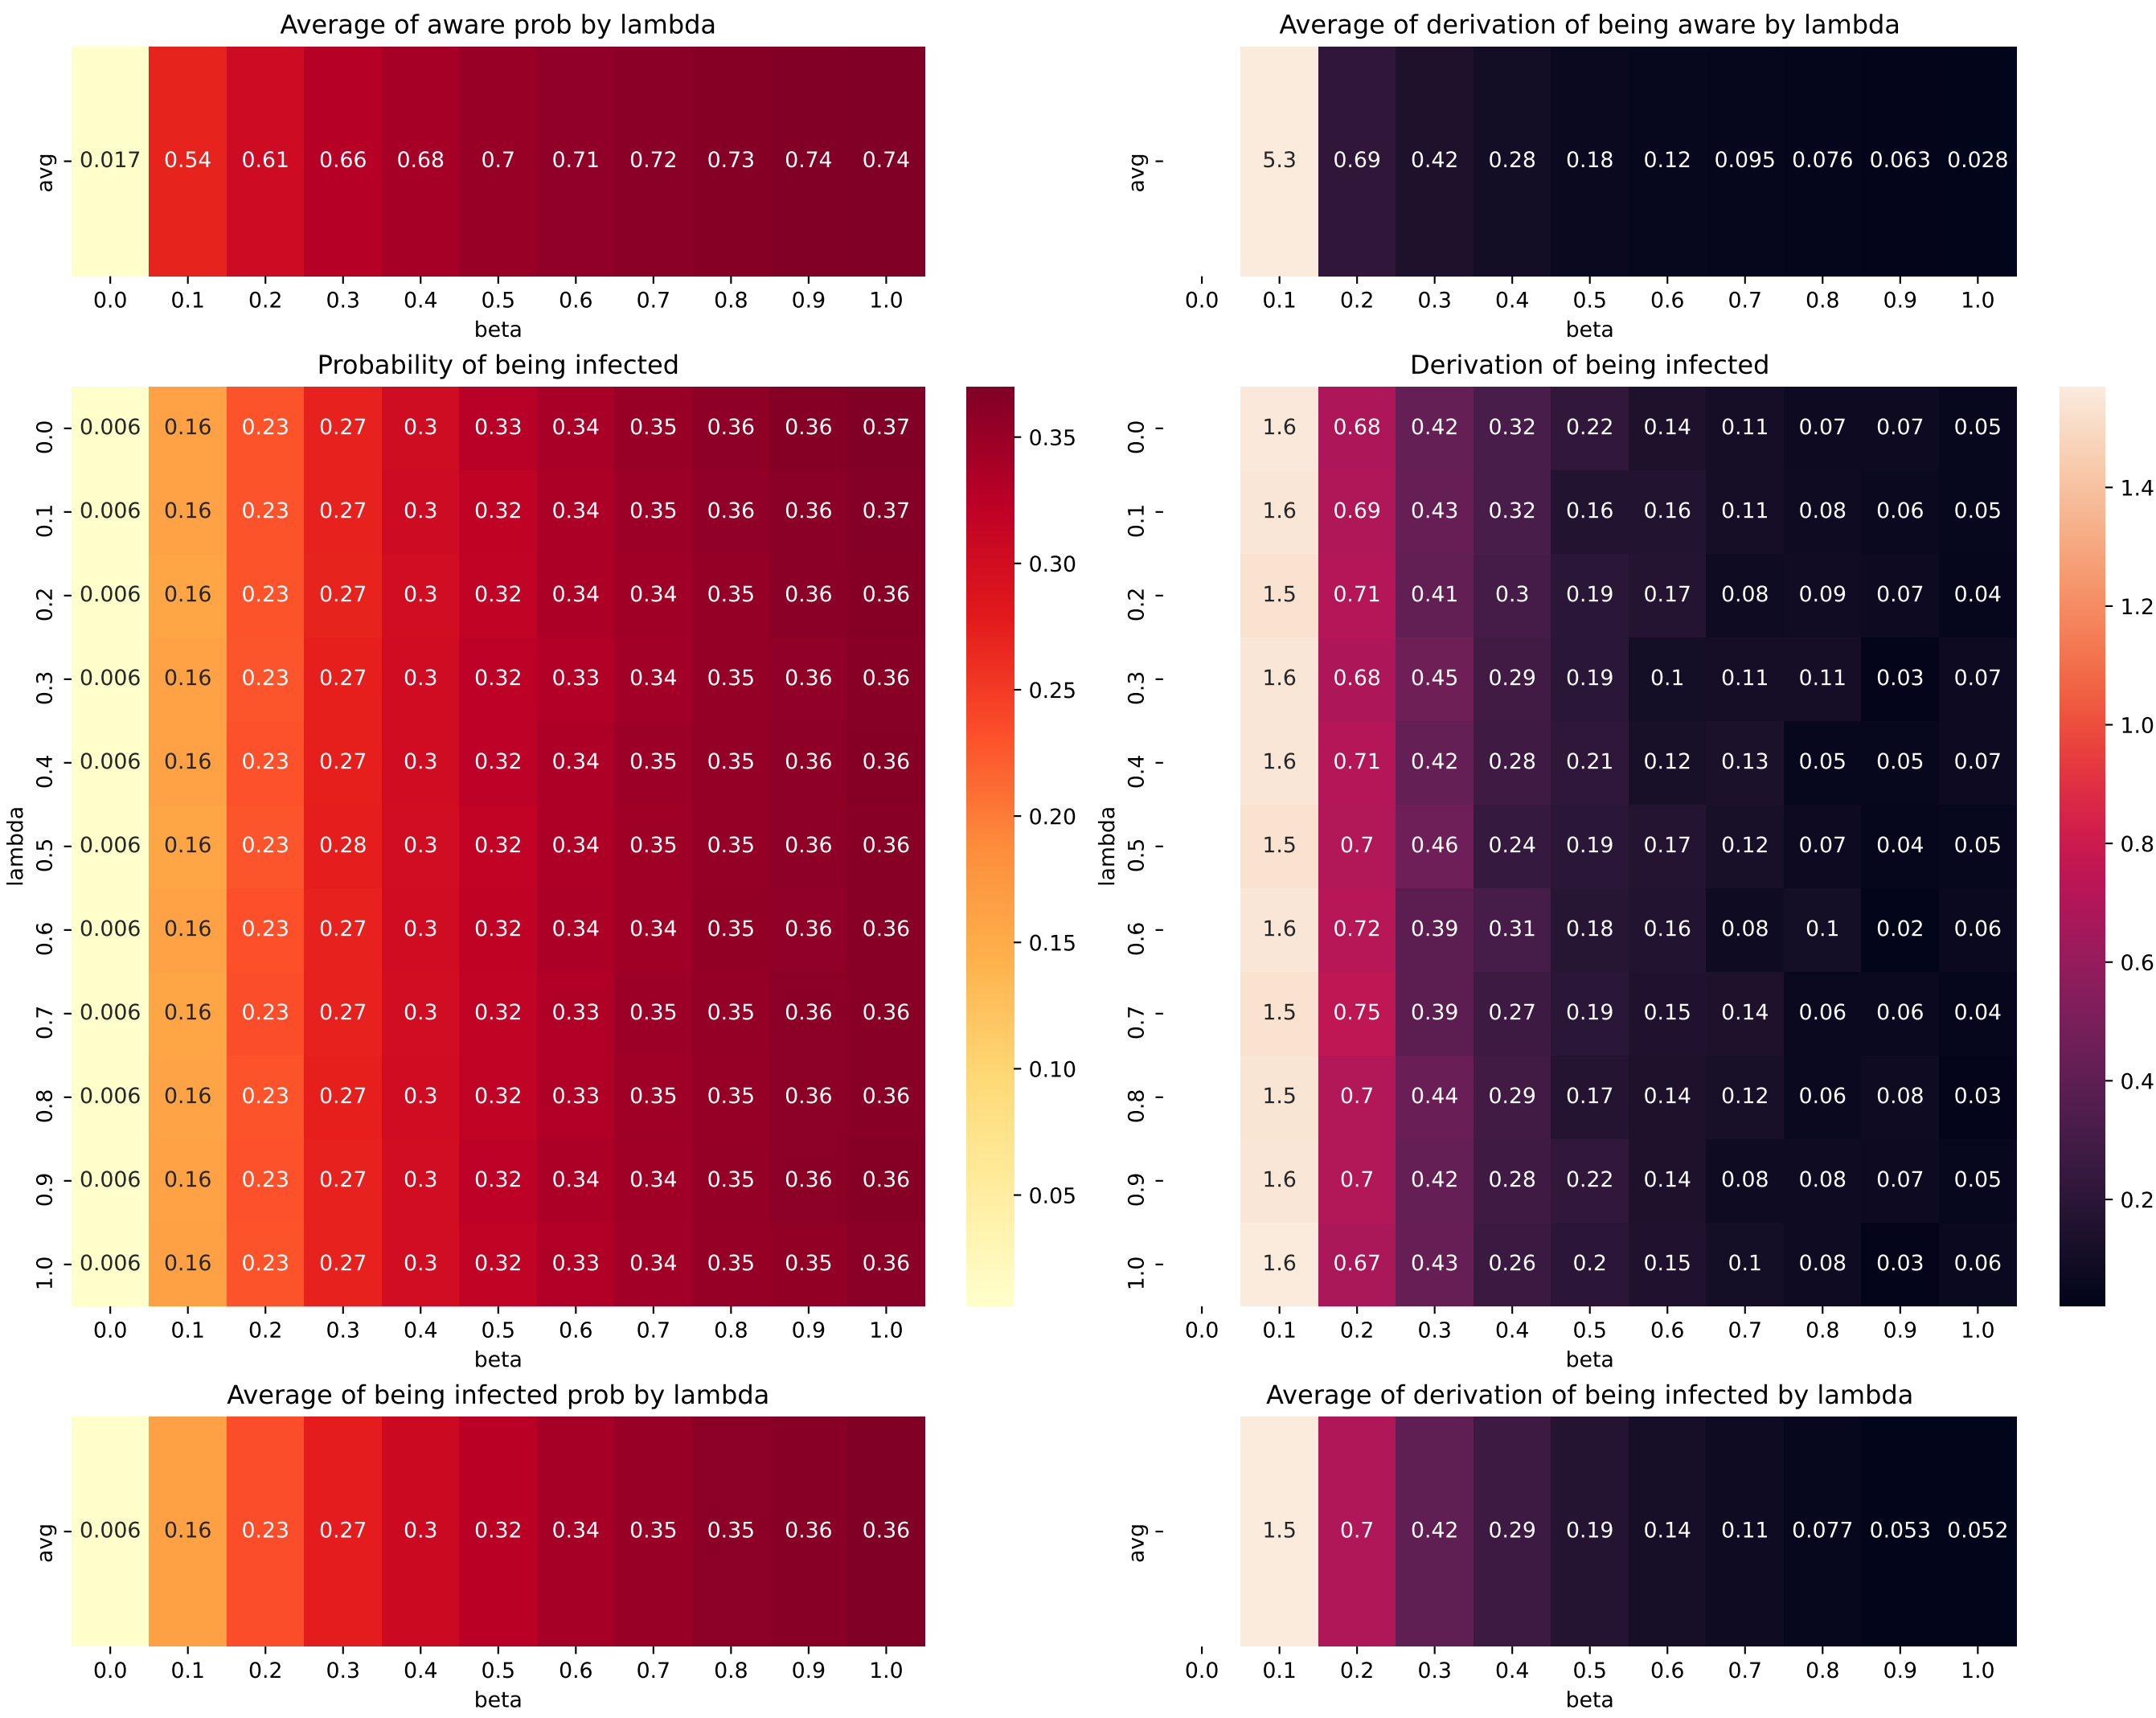 Average of aware prob by lambda
avg 0.017 0.54 0.61 0.66 0.68 0.7 0.71 0.72 0.73 0.74 0.74
0.0 0.1 0.2 0.3 0.4 0.5 0.6 0.7 0.8 0.9 1.0
beta
Average of derivation of being aware by lambda
avg 5.3 0.69 0.42 0.28 0.18 0.12 0.095 0.076 0.063 0.028
0.0 0.1 0.2 0.3 0.4 0.5 0.6 0.7 0.8 0.9 1.0
beta
Probability of being infected
lambda
0.0 0.006 0.16 0.23 0.27 0.3 0.33 0.34 0.35 0.36 0.36 0.37
0.1 0.006 0.16 0.23 0.27 0.3 0.32 0.34 0.35 0.36 0.36 0.37
0.2 0.006 0.16 0.23 0.27 0.3 0.32 0.34 0.34 0.35 0.36 0.36
0.3 0.006 0.16 0.23 0.27 0.3 0.32 0.33 0.34 0.35 0.36 0.36
0.4 0.006 0.16 0.23 0.27 0.3 0.32 0.34 0.35 0.35 0.36 0.36
0.5 0.006 0.16 0.23 0.28 0.3 0.32 0.34 0.35 0.35 0.36 0.36
0.6 0.006 0.16 0.23 0.27 0.3 0.32 0.34 0.34 0.35 0.36 0.36
0.7 0.006 0.16 0.23 0.27 0.3 0.32 0.33 0.35 0.35 0.36 0.36
0.8 0.006 0.16 0.23 0.27 0.3 0.32 0.33 0.35 0.35 0.36 0.36
0.9 0.006 0.16 0.23 0.27 0.3 0.32 0.34 0.34 0.35 0.36 0.36
1.0 0.006 0.16 0.23 0.27 0.3 0.32 0.33 0.34 0.35 0.35 0.36
0.0 0.1 0.2 0.3 0.4 0.5 0.6 0.7 0.8 0.9 1.0
beta
0.35
0.30
0.25
0.20
0.15
0.10
0.05
Derivation of being infected
lambda
0.0 1.6 0.68 0.42 0.32 0.22 0.14 0.11 0.07 0.07 0.05
0.1 1.6 0.69 0.43 0.32 0.16 0.16 0.11 0.08 0.06 0.05
0.2 1.5 0.71 0.41 0.3 0.19 0.17 0.08 0.09 0.07 0.04
0.3 1.6 0.68 0.45 0.29 0.19 0.1 0.11 0.11 0.03 0.07
0.4 1.6 0.71 0.42 0.28 0.21 0.12 0.13 0.05 0.05 0.07
0.5 1.5 0.7 0.46 0.24 0.19 0.17 0.12 0.07 0.04 0.05
0.6 1.6 0.72 0.39 0.31 0.18 0.16 0.08 0.1 0.02 0.06
0.7 1.5 0.75 0.39 0.27 0.19 0.15 0.14 0.06 0.06 0.04
0.8 1.5 0.7 0.44 0.29 0.17 0.14 0.12 0.06 0.08 0.03
0.9 1.6 0.7 0.42 0.28 0.22 0.14 0.08 0.08 0.07 0.05
1.0 1.6 0.67 0.43 0.26 0.2 0.15 0.1 0.08 0.03 0.06
0.0 0.1 0.2 0.3 0.4 0.5 0.6 0.7 0.8 0.9 1.0
beta
1.4
1.2
1.0
0.8
0.6
0.4
0.2
Average of being infected prob by lambda
avg 0.006 0.16 0.23 0.27 0.3 0.32 0.34 0.35 0.35 0.36 0.36
0.0 0.1 0.2 0.3 0.4 0.5 0.6 0.7 0.8 0.9 1.0
beta
Average of derivation of being infected by lambda
avg 1.5 0.7 0.42 0.29 0.19 0.14 0.11 0.077 0.053 0.052
0.0 0.1 0.2 0.3 0.4 0.5 0.6 0.7 0.8 0.9 1.0
beta